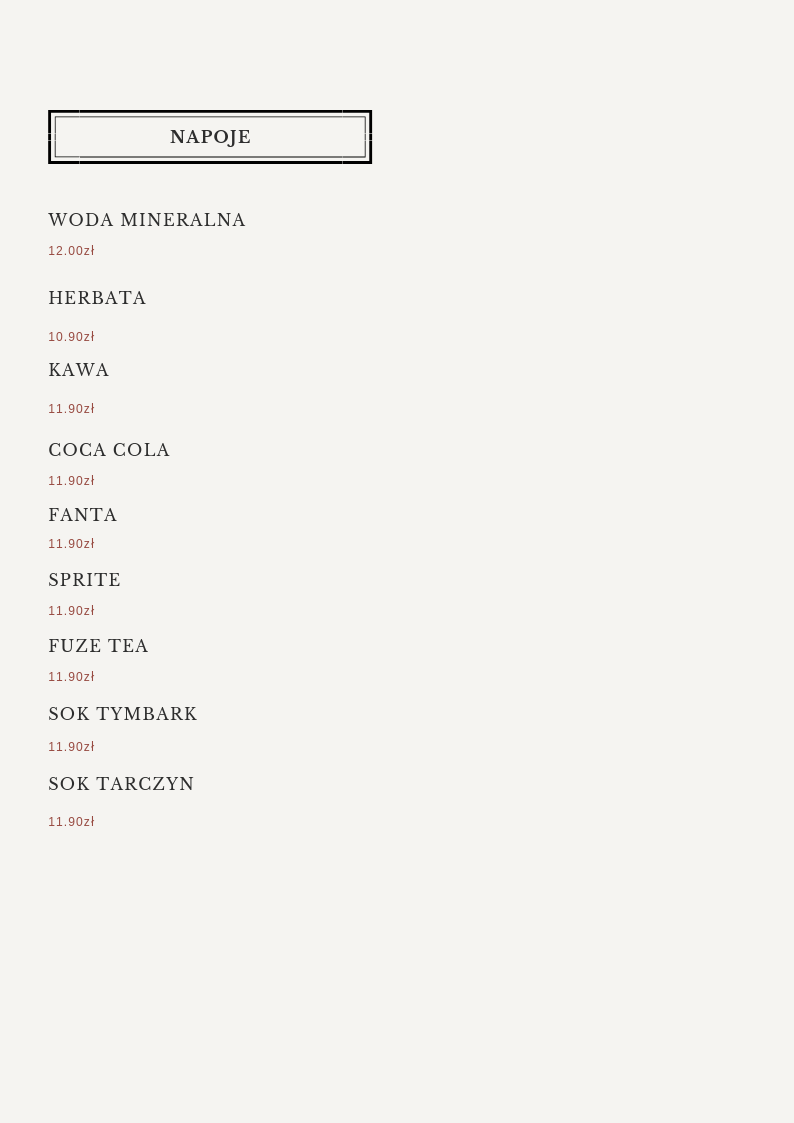 NAPOJE
WODA MINERALNA
12.00zł
HERBATA
10.90zł
KAWA
11.90zł
COCA COLA
11.90zł
FANTA
11.90zł
SPRITE
11.90zł
FUZE TEA
11.90zł
SOK TYMBARK
11.90zł
SOK TARCZYN
11.90zł